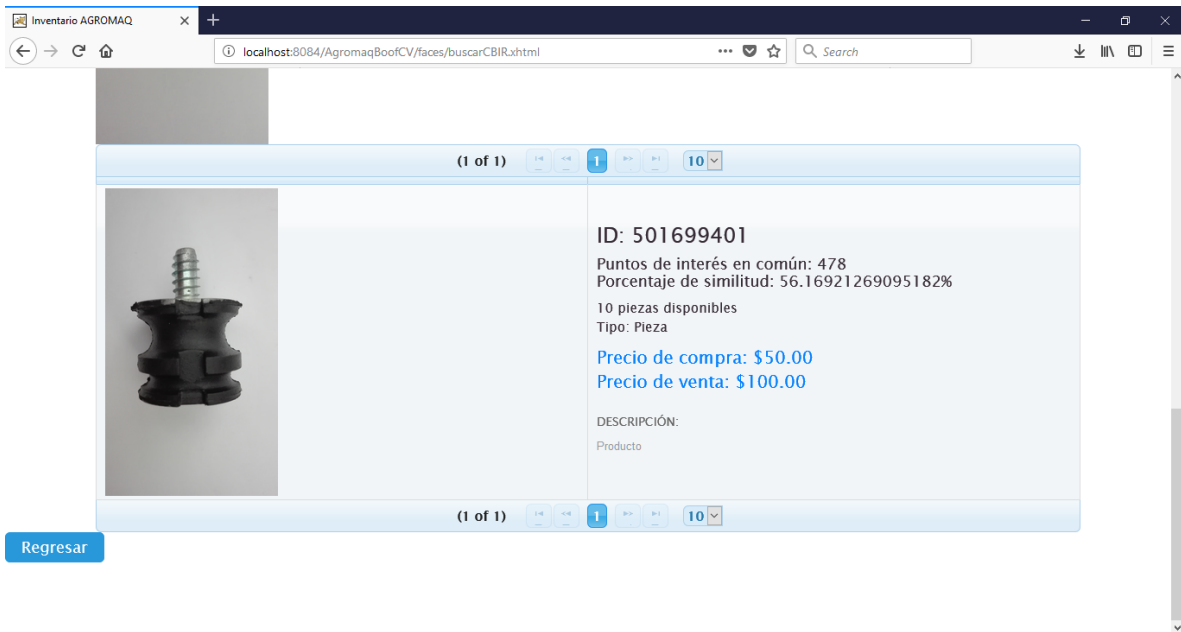 Inventario AGROMAQ
localhost:8084/AgromaqBoofCV/faces/buscarCBIR.xhtml
Search
(1 of 1) 1 10
ID: 501699401
Puntos de interés en común: 478
Porcentaje de similitud: 56.16921269095182%
10 piezas disponibles
Tipo: Pieza
Precio de compra: $50.00
Precio de venta: $100.00
DESCRIPCIÓN:
Producto
(1 of 1) 1 10
Regresar